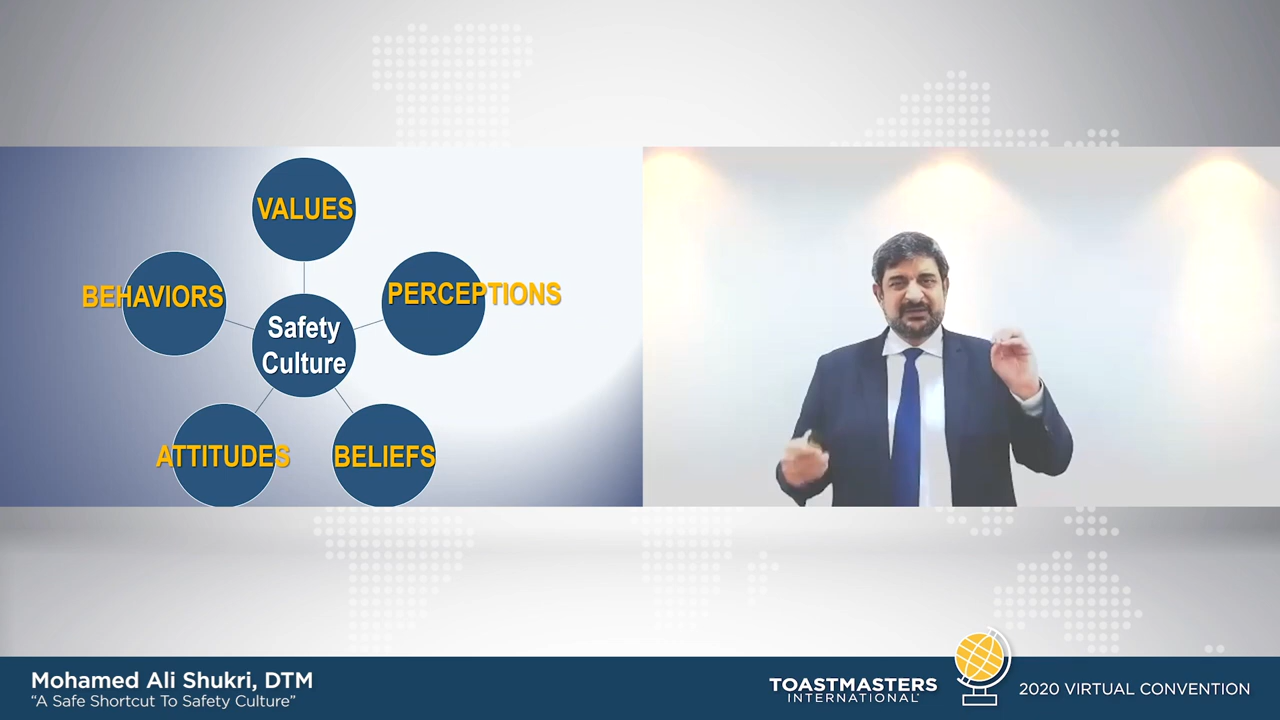 VALUES
BEHAVIORS
PERCEPTIONS
Safety
Culture
ATTITUDES
BELIEFS
Mohamed Ali Shukri, DTM
“A Safe Shortcut To Safety Culture”
TOASTMASTERS
INTERNATIONAL
2020 VIRTUAL CONVENTION